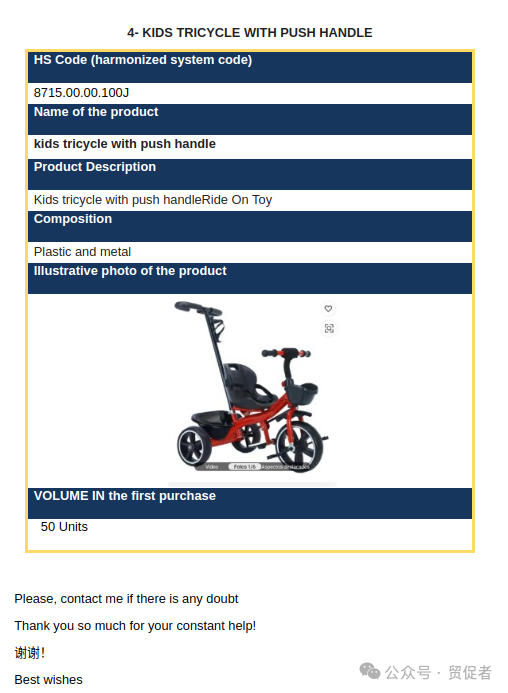 4- KIDS TRICYCLE WITH PUSH HANDLE
HS Code (harmonized system code)
8715.00.00.100J
Name of the product
kids tricycle with push handle
Product Description
Kids tricycle with push handleRide On Toy
Composition
Plastic and metal
Illustrative photo of the product
Video Fotos 1/6 Aspectos destacados
VOLUME IN the first purchase
50 Units
Please, contact me if there is any doubt
Thank you so much for your constant help!
谢谢!
Best wishes
公众号 · 贸促者